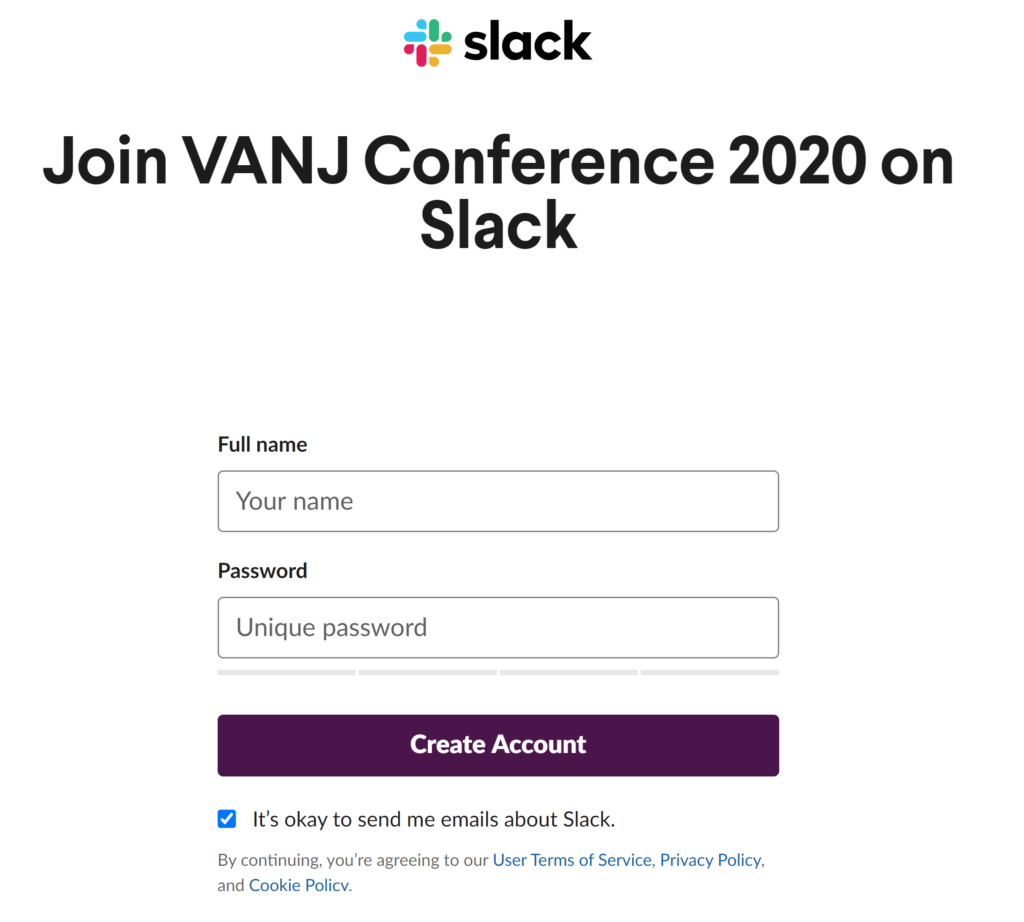 slack
Join VANJ Conference 2020 on
Slack
Full name
Your name
Password
Unique password
Create Account
It's okay to send me emails about Slack.
By continuing, you're agreeing to our User Terms of Service, Privacy Policy,
and Cookie Policy.